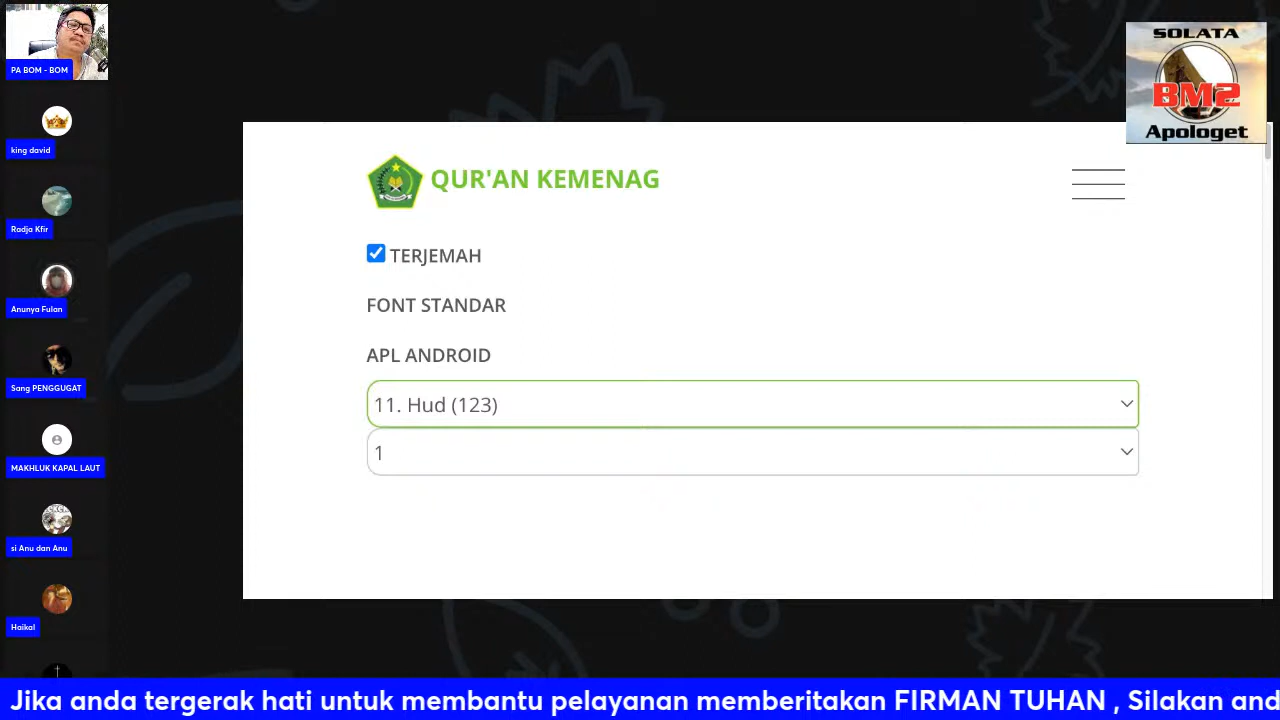 PA BOM - BOM
king david
Radja Kfir
Anunya Fulan
Sang PENGGUGAT
MAKHLUK KAPAL LAUT
si Anu dan Anu
Haikal
SOLATA
BM2
Apologet
QUR'AN KEMENAG
TERJEMAH
FONT STANDAR
APL ANDROID
11. Hud (123)
1
Jika anda tergerak hati untuk membantu pelayanan memberitakan FIRMAN TUHAN , Silakan and